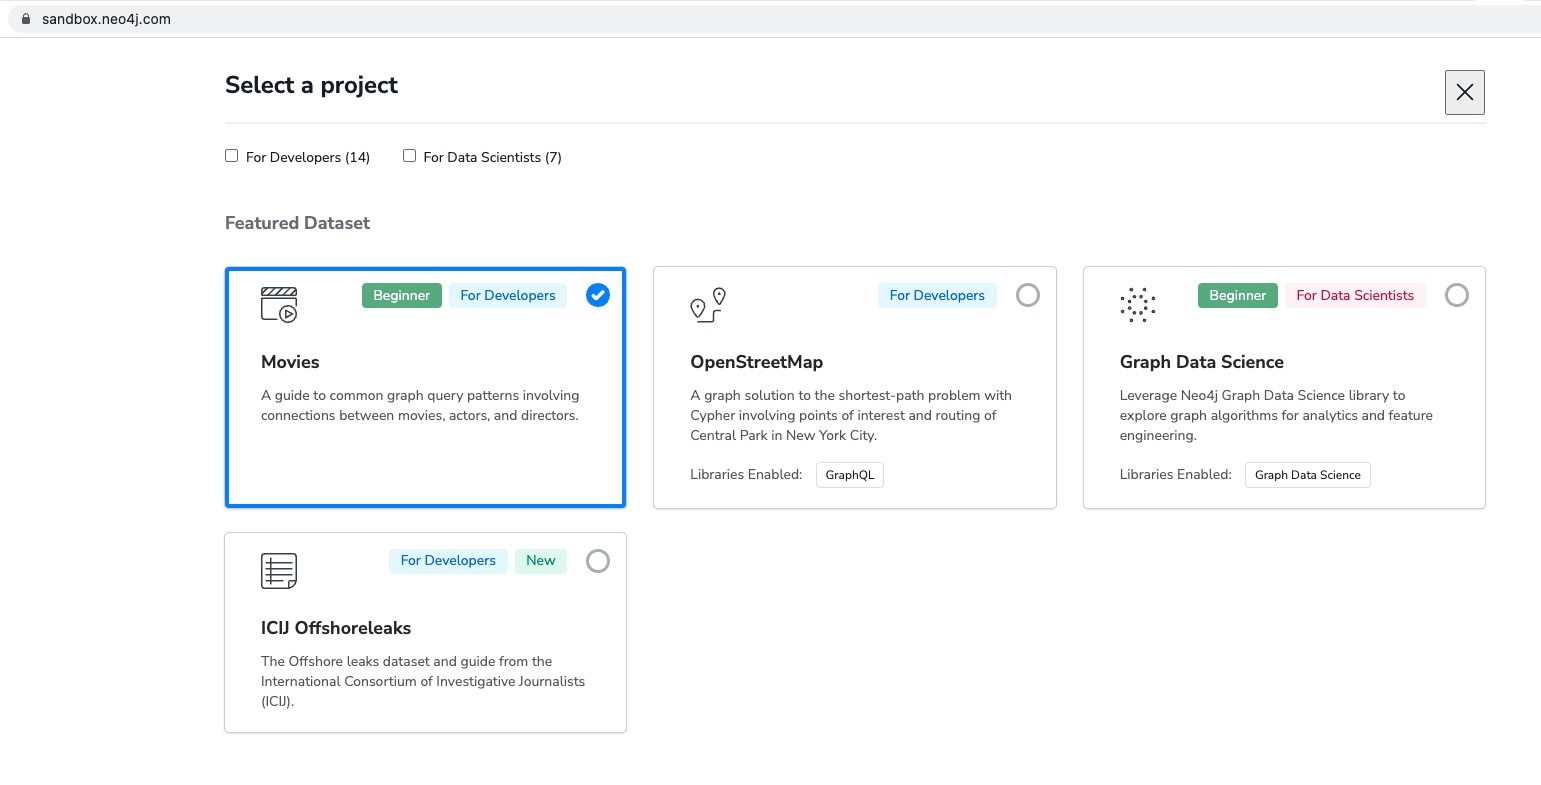 sandbox.neo4j.com
Select a project
For Developers (14) For Data Scientists (7)
Featured Dataset
Beginner For Developers
Movies
A guide to common graph query patterns involving
connections between movies, actors, and directors.
For Developers
OpenStreetMap
A graph solution to the shortest-path problem with
Cypher involving points of interest and routing of
Central Park in New York City.
Libraries Enabled: GraphQL
Beginner For Data Scientists
Graph Data Science
Leverage Neo4j Graph Data Science library to
explore graph algorithms for analytics and feature
engineering.
Libraries Enabled: Graph Data Science
For Developers New
ICIJ Offshoreleaks
The Offshore leaks dataset and guide from the
International Consortium of Investigative Journalists
(ICIJ).